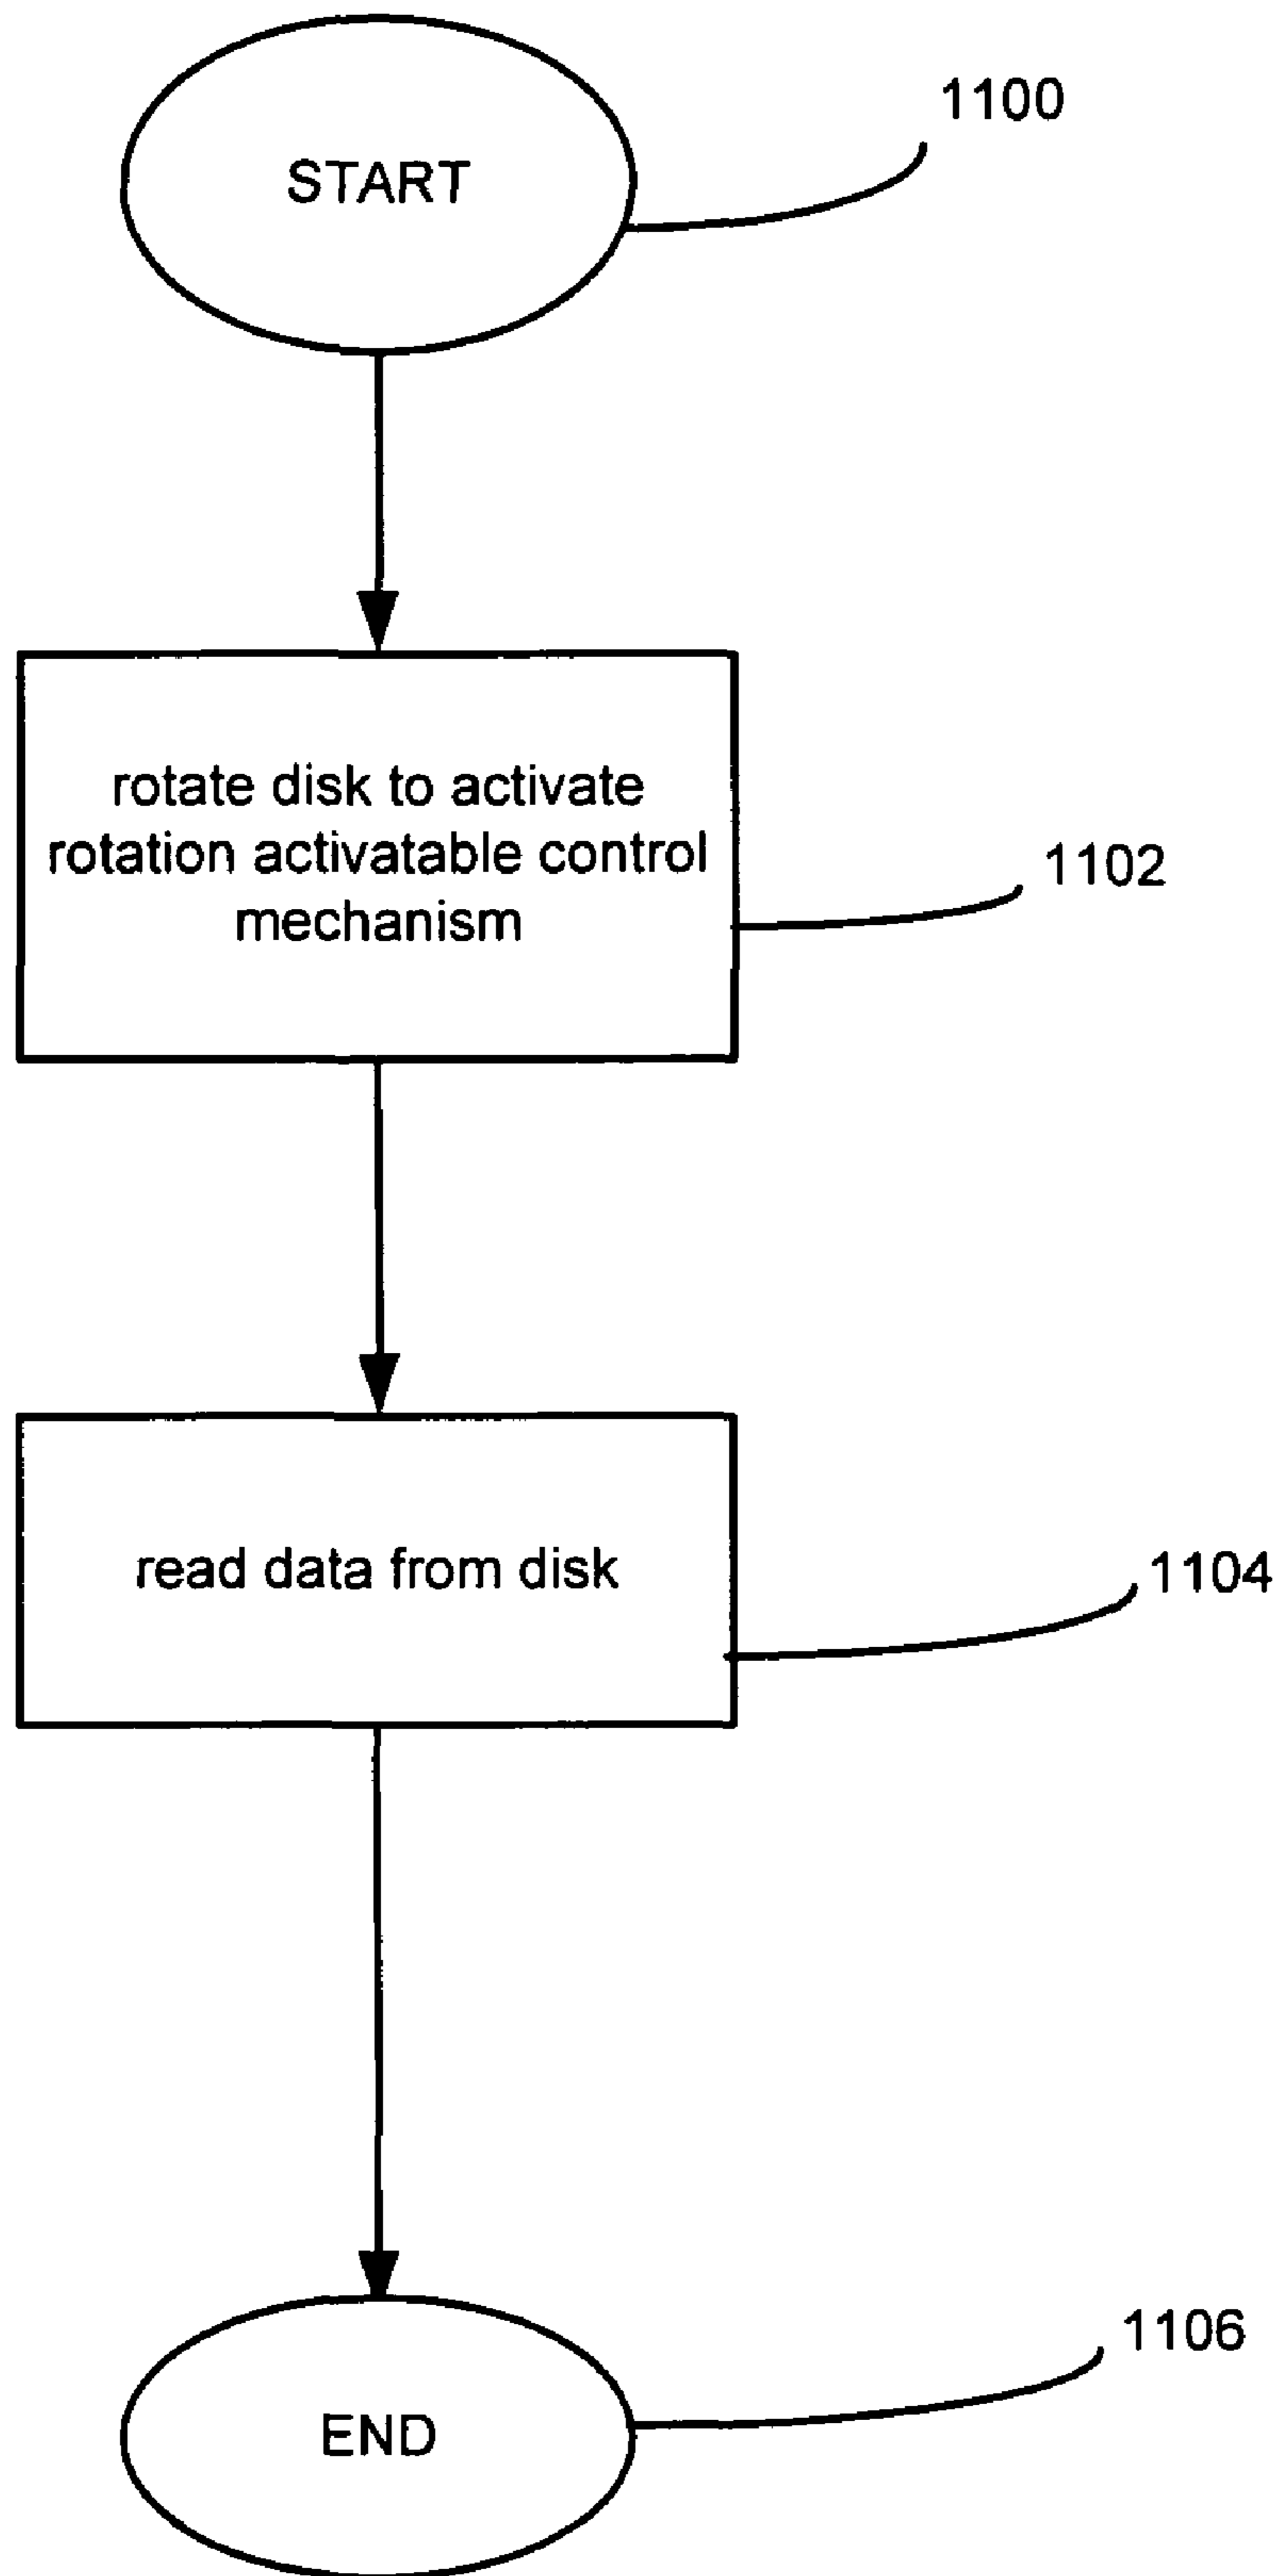 START
1100
rotate disk to activate
rotation activatable control
mechanism
1102
read data from disk
1104
END
1106